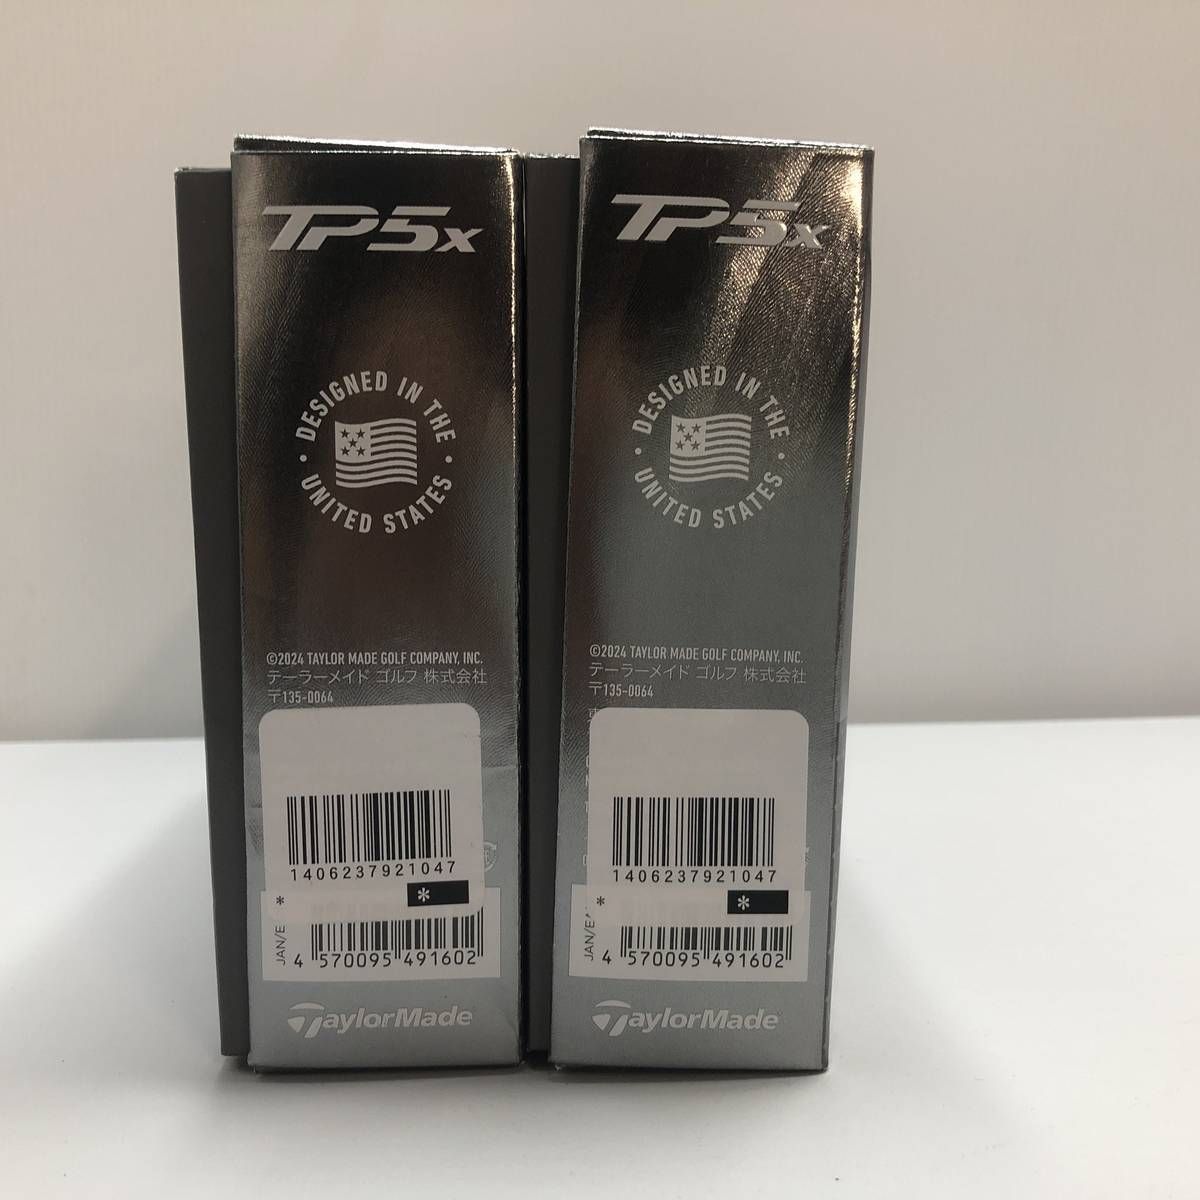 TP5x
DESIGNED IN THE
UNITED STATES
©2024 TAYLOR MADE GOLF COMPANY, INC.
テーラーメイド ゴルフ 株式会社
〒135-0064
1406237921047
*
*
JAN/E
4 570095 491602
TaylorMade
TP5x
DESIGNED IN THE
UNITED STATES
©2024 TAYLOR MADE GOLF COMPANY, INC.
テーラーメイド ゴルフ 株式会社
〒135-0064
1406237921047
*
*
JAN/EA
4 570095 491602
TaylorMade